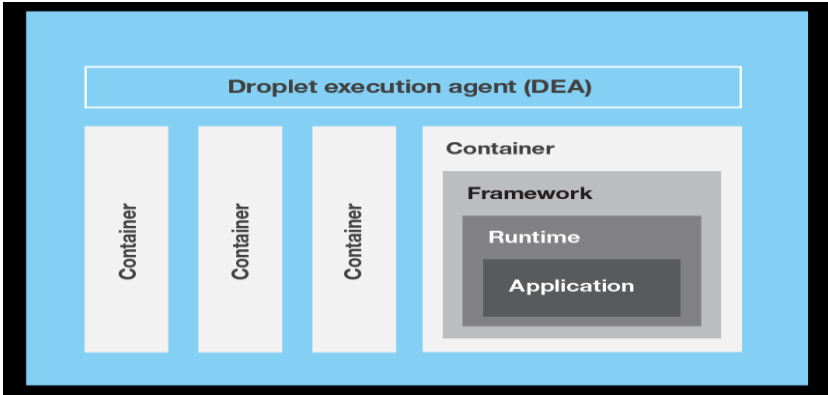 Droplet execution agent (DEA)
Container
Container
Container
Container
Framework
Runtime
Application